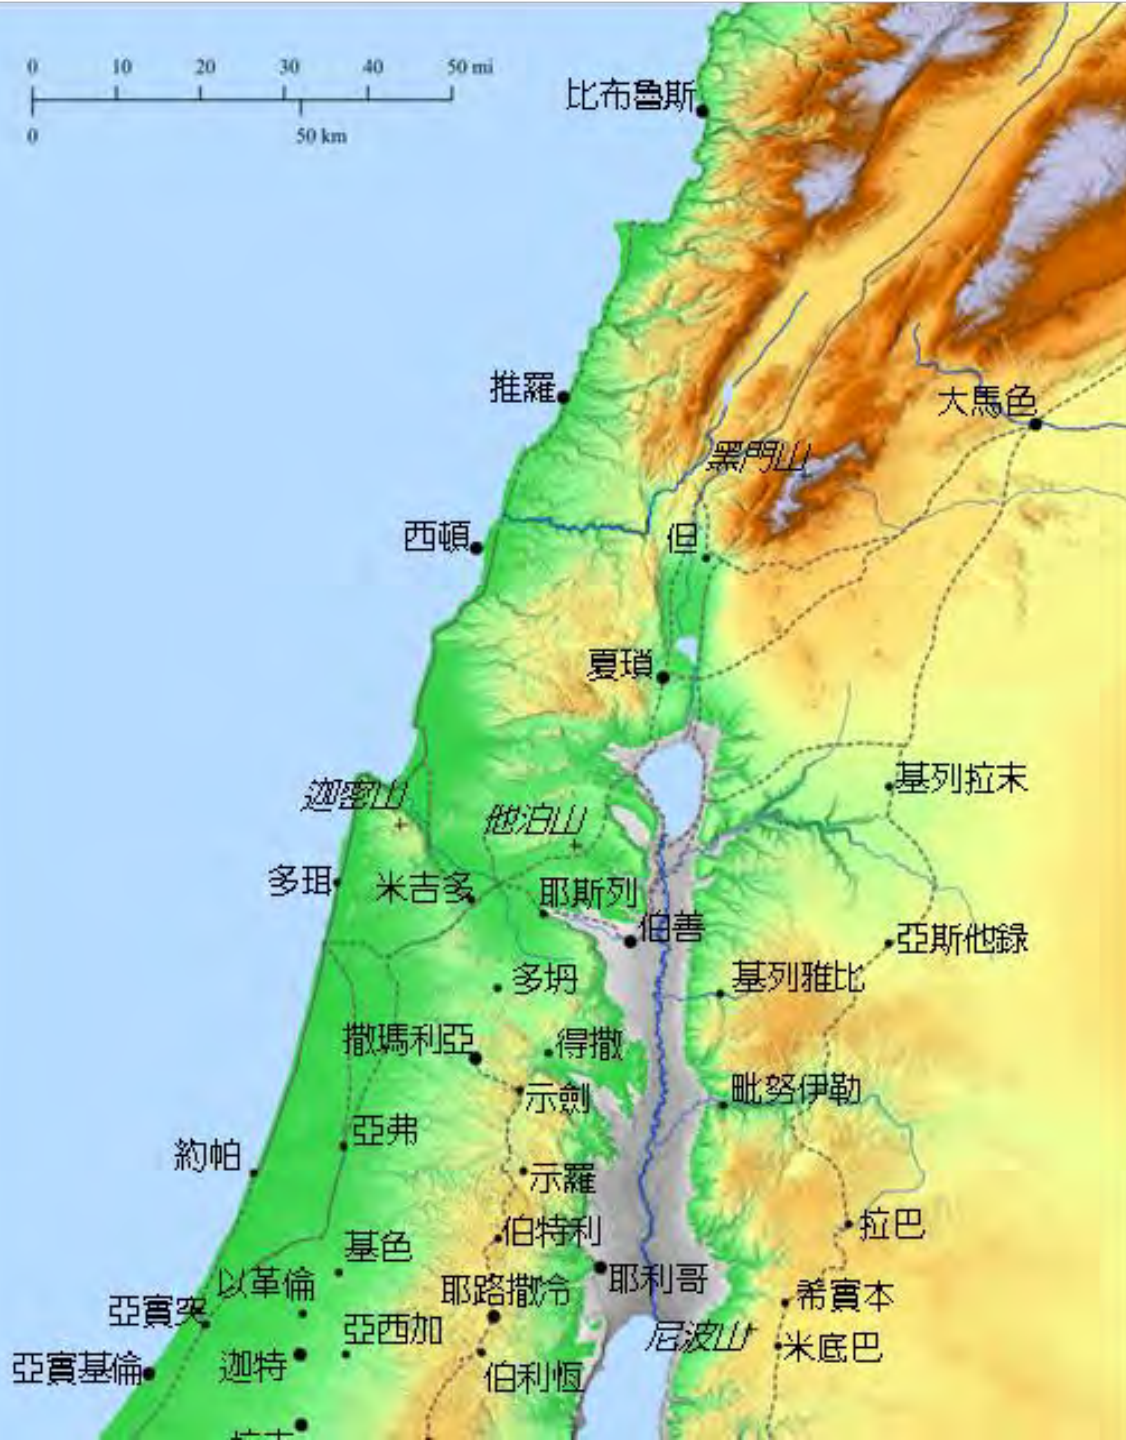 0 10 20 30 40 50 mi
0 50 km
比布魯斯
推羅
大馬色
黑門山
西頓
但
夏瑣
基列拉末
迦密山
他泊山
多珥
米吉多
耶斯列
伯善
亞斯他錄
多坍
基列雅比
撒瑪利亞
得撒
示劍
毗努伊勒
亞弗
約帕
示羅
伯特利
拉巴
基色
以革倫
耶路撒冷
耶利哥
希實本
亞實突
亞西加
尼波山
米底巴
亞實基倫
迦特
伯利恆